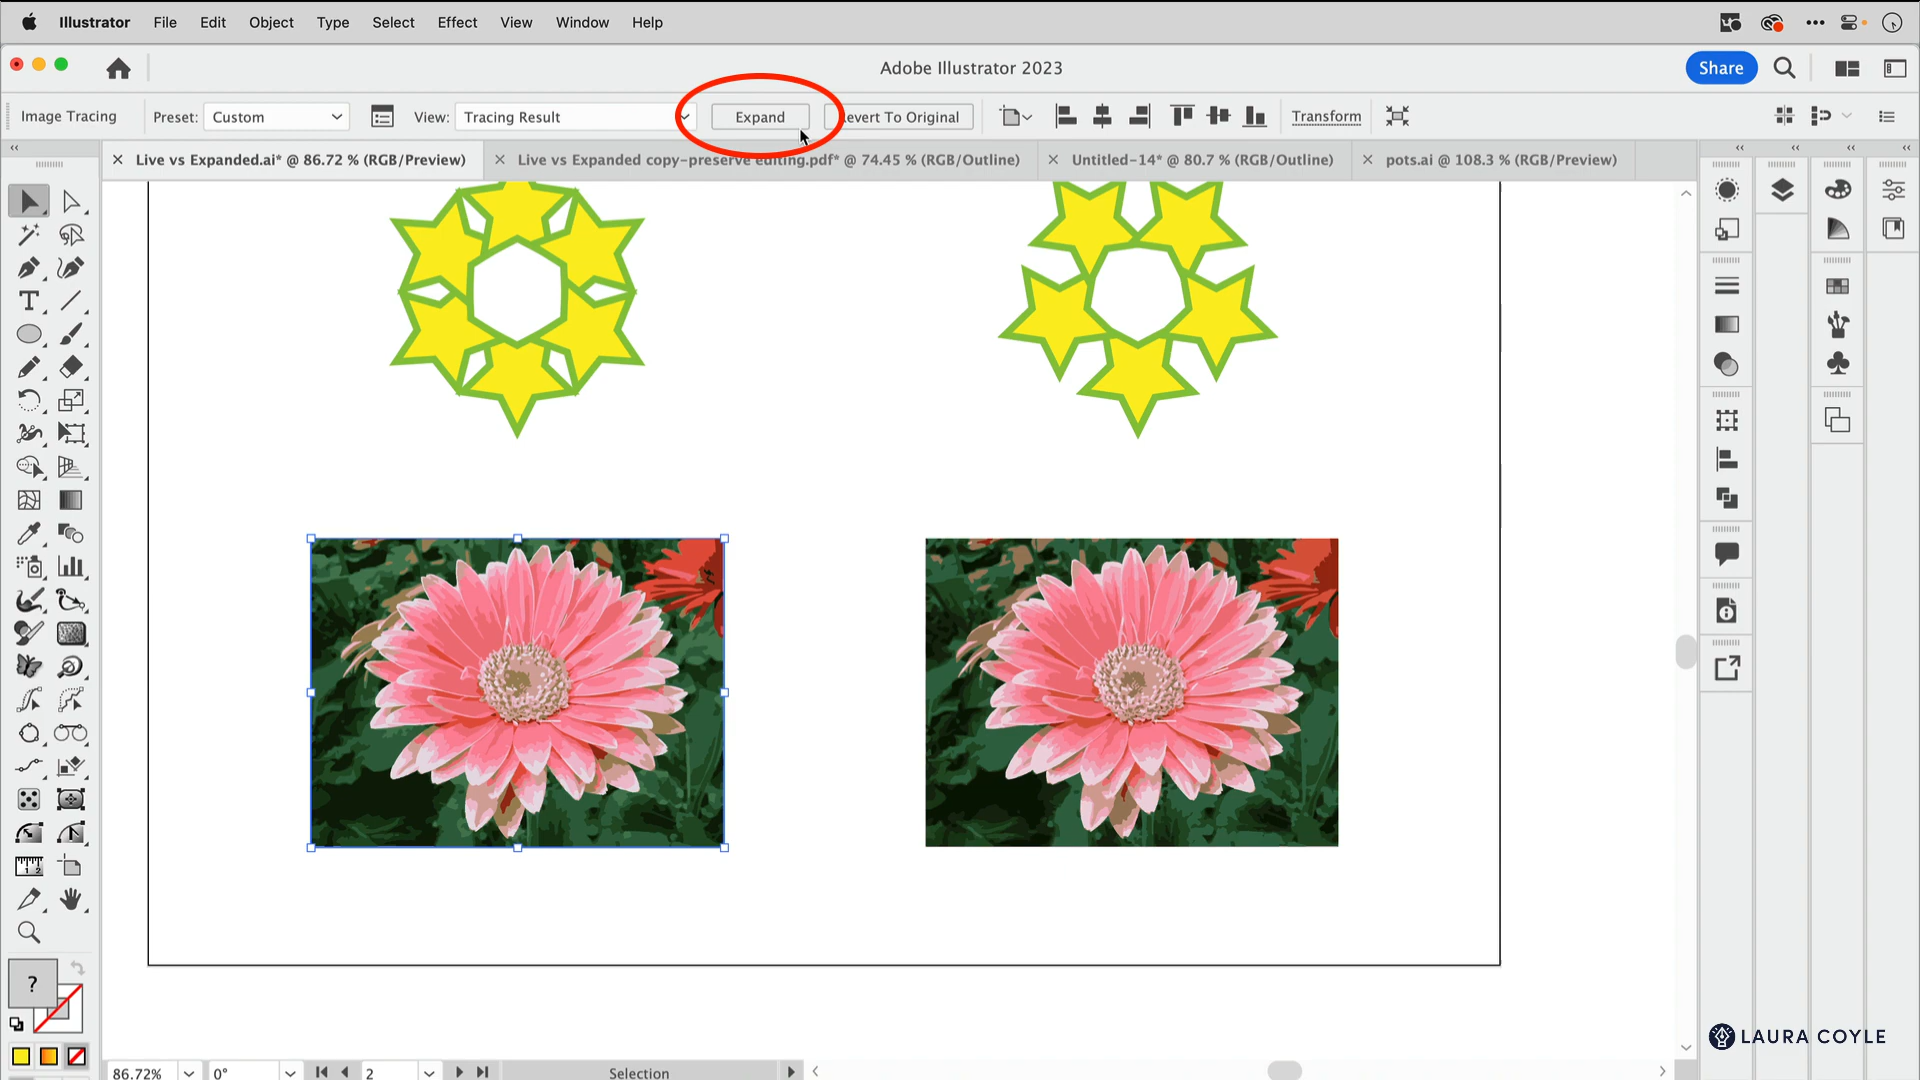 Illustrator File Edit Object Type Select Effect View Window Help
Adobe Illustrator 2023
Share
Image Tracing Preset: Custom View: Tracing Result Expand evert To Original Transform
Live vs Expanded.ai* @ 86.72 % (RGB/Preview) Live vs Expanded copy-preserve editing.pdf* @ 74.45 % (RGB/Outline) Untitled-14* @ 80.7 % (RGB/Outline) pots.ai @ 108.3 % (RGB/Preview)
?
LAURA COYLE
86.72% 0° 2 Selection